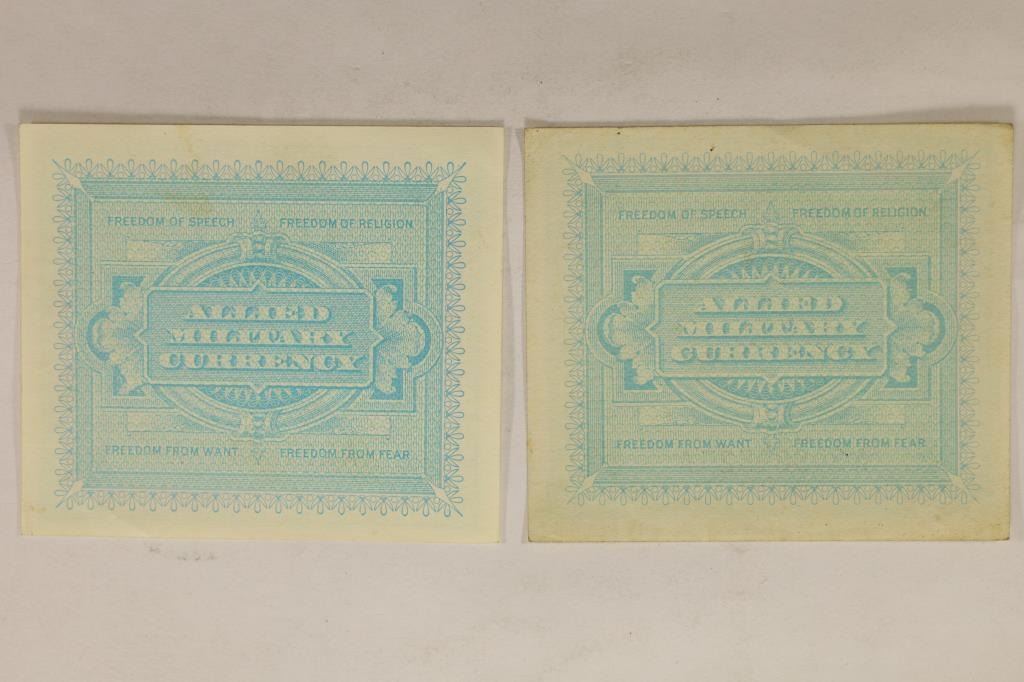 FREEDOM OF SPEECH FREEDOM OF RELIGION
ALLIED
MILITARY
CURRENCY
FREEDOM FROM WANT FREEDOM FROM FEAR
FREEDOM OF SPEECH FREEDOM OF RELIGION
ALLIED
MILITARY
CURRENCY
FREEDOM FROM WANT FREEDOM FROM FEAR